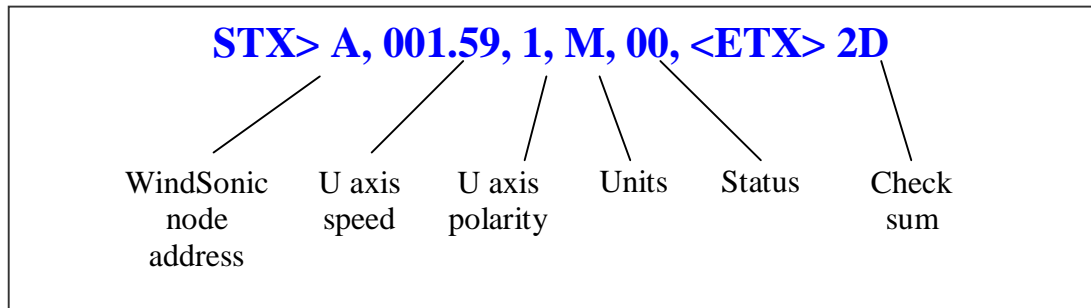 STX> A, 001.59, 1, M, 00, <ETX> 2D
WindSonic node address
U axis speed
U axis polarity
Units
Status
Check sum